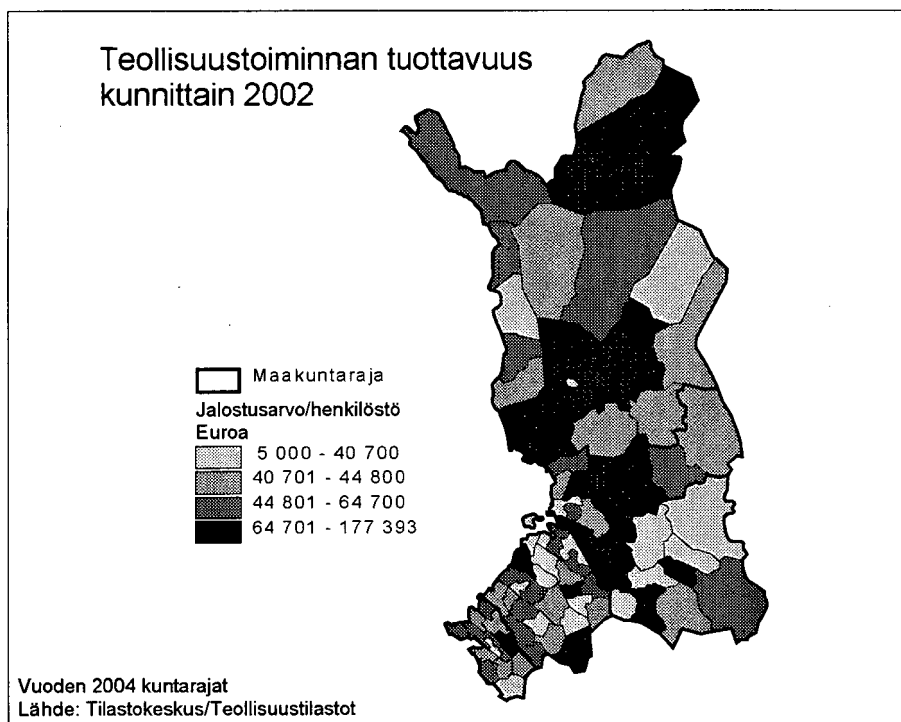 Teollisuustoiminnan tuottavuus
kunnittain 2002
Maakuntaraja
Jalostusarvo/henkilöstö
Euroa
5 000 - 40 700
40 701 - 44 800
44 801 - 64 700
64 701 - 177 393
Vuoden 2004 kuntarajat
Lähde: Tilastokeskus/Teollisuustilastot